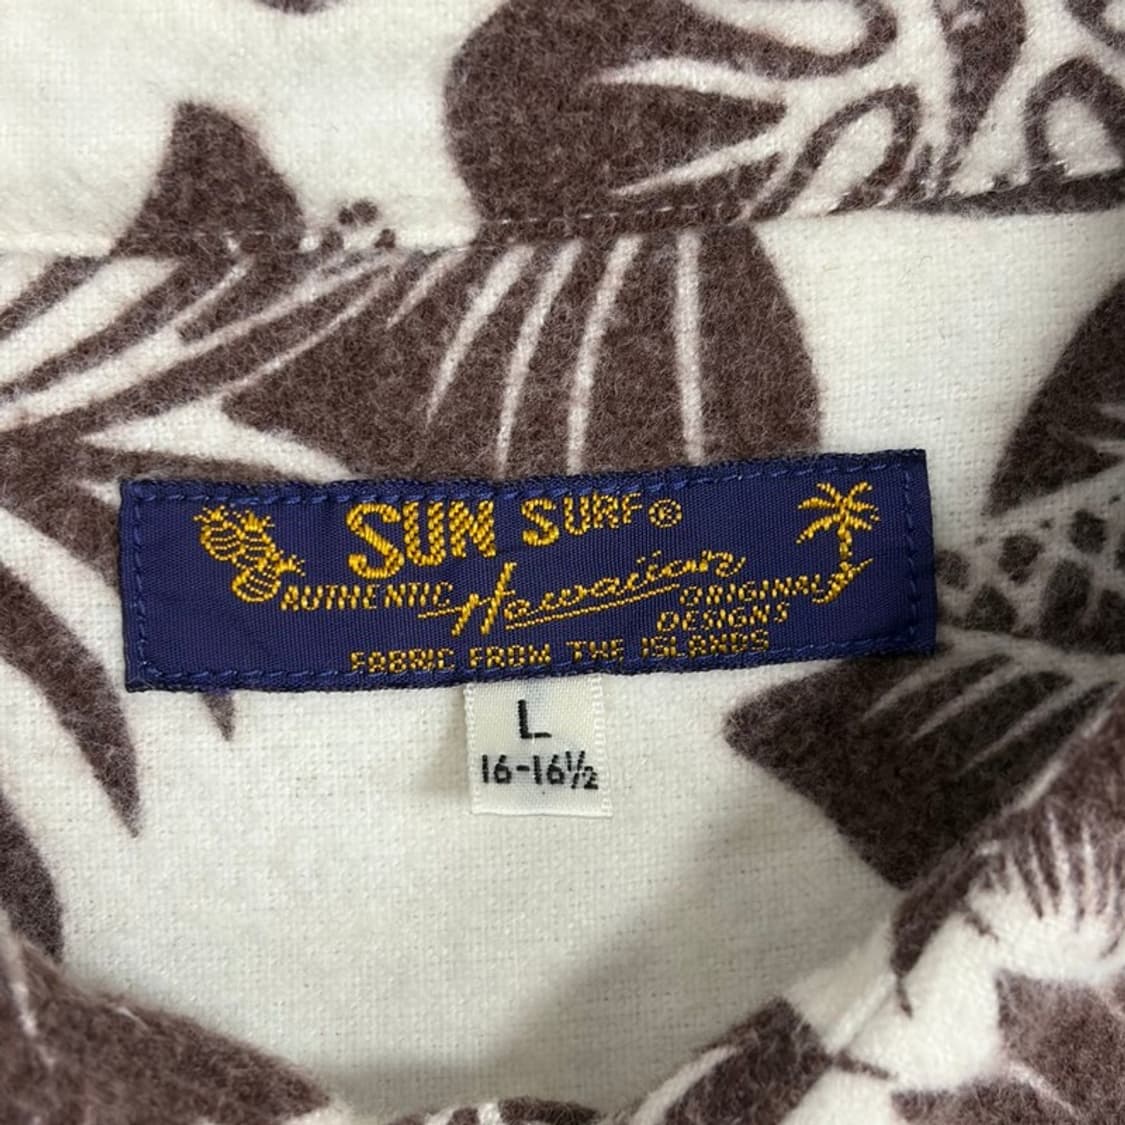 SUN SURF®
AUTHENTIC Hawaiian ORIGINAL
DESIGNS
FABRIC FROM THE ISLANDS
L
16-16½